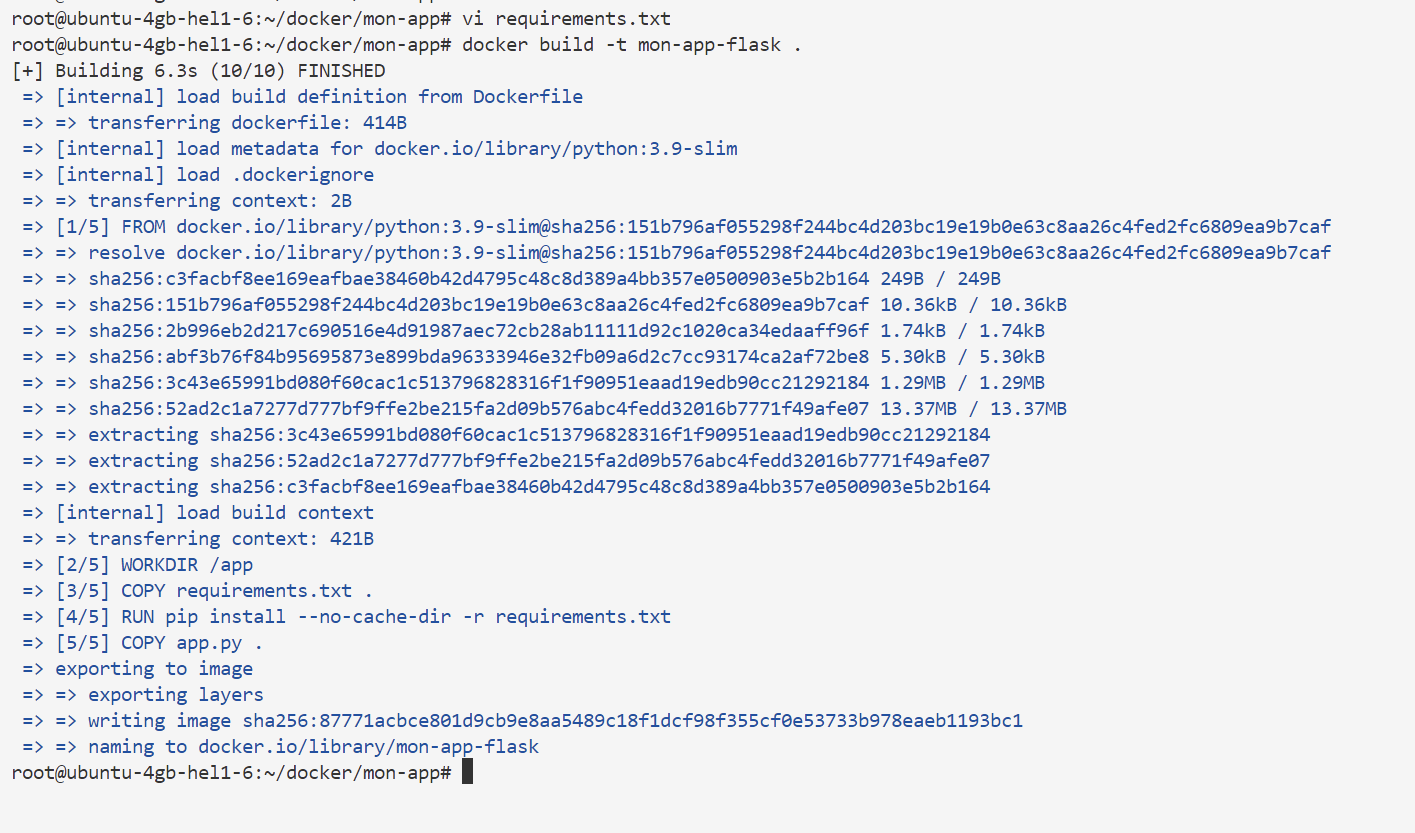 root@ubuntu-4gb-hel1-6:~/docker/mon-app# vi requirements.txt
root@ubuntu-4gb-hel1-6:~/docker/mon-app# docker build -t mon-app-flask .
[+] Building 6.3s (10/10) FINISHED
=> [internal] load build definition from Dockerfile
=> => transferring dockerfile: 414B
=> [internal] load metadata for docker.io/library/python:3.9-slim
=> [internal] load .dockerignore
=> => transferring context: 2B
=> [1/5] FROM docker.io/library/python:3.9-slim@sha256:151b796af055298f244bc4d203bc19e19b0e63c8aa26c4fed2fc6809ea9b7caf
=> => resolve docker.io/library/python:3.9-slim@sha256:151b796af055298f244bc4d203bc19e19b0e63c8aa26c4fed2fc6809ea9b7caf
=> => sha256:c3facbf8ee169eafbae38460b42d4795c48c8d389a4bb357e0500903e5b2b164 249B / 249B
=> => sha256:151b796af055298f244bc4d203bc19e19b0e63c8aa26c4fed2fc6809ea9b7caf 10.36kB / 10.36kB
=> => sha256:2b996eb2d217c690516e4d91987aec72cb28ab11111d92c1020ca34edaaff96f 1.74kB / 1.74kB
=> => sha256:abf3b76f84b95695873e899bda96333946e32fb09a6d2c7cc93174ca2af72be8 5.30kB / 5.30kB
=> => sha256:3c43e65991bd080f60cac1c513796828316f1f90951eaad19edb90cc21292184 1.29MB / 1.29MB
=> => sha256:52ad2c1a7277d777bf9ffe2be215fa2d09b576abc4fedd32016b7771f49afe07 13.37MB / 13.37MB
=> => extracting sha256:3c43e65991bd080f60cac1c513796828316f1f90951eaad19edb90cc21292184
=> => extracting sha256:52ad2c1a7277d777bf9ffe2be215fa2d09b576abc4fedd32016b7771f49afe07
=> => extracting sha256:c3facbf8ee169eafbae38460b42d4795c48c8d389a4bb357e0500903e5b2b164
=> [internal] load build context
=> => transferring context: 421B
=> [2/5] WORKDIR /app
=> [3/5] COPY requirements.txt .
=> [4/5] RUN pip install --no-cache-dir -r requirements.txt
=> [5/5] COPY app.py .
=> exporting to image
=> => exporting layers
=> => writing image sha256:87771acbce801d9cb9e8aa5489c18f1dcf98f355cf0e53733b978eaeb1193bc1
=> => naming to docker.io/library/mon-app-flask
root@ubuntu-4gb-hel1-6:~/docker/mon-app#